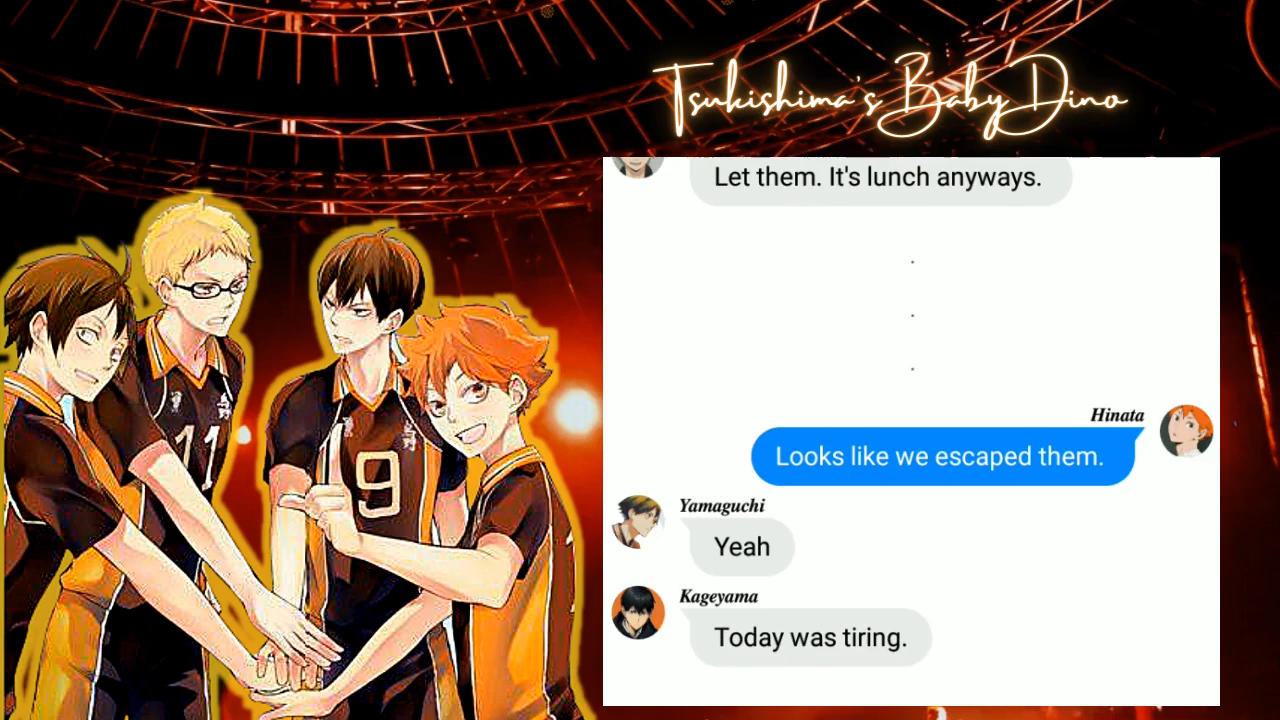 Tsukishima's Baby Dino
Let them. It's lunch anyways.
.
.
.
Hinata
Looks like we escaped them.
Yamaguchi
Yeah
Kageyama
Today was tiring.
11
9